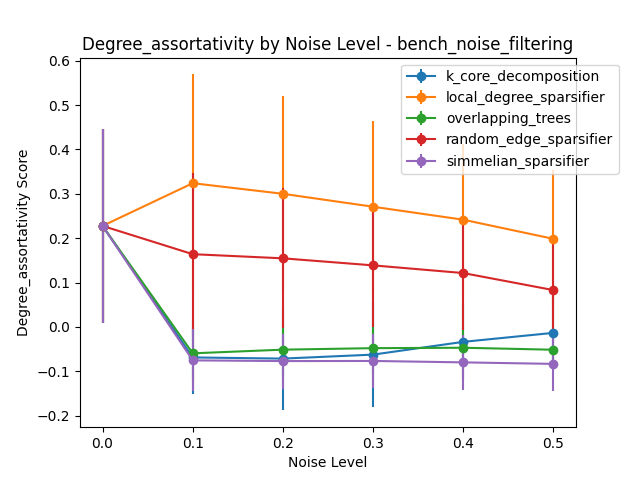 Degree_assortativity by Noise Level - bench_noise_filtering
k_core_decomposition
local_degree_sparsifier
overlapping_trees
random_edge_sparsifier
simmelian_sparsifier
Degree_assortativity Score
0.6
0.5
0.4
0.3
0.2
0.1
0.0
−0.1
−0.2
0.0 0.1 0.2 0.3 0.4 0.5
Noise Level